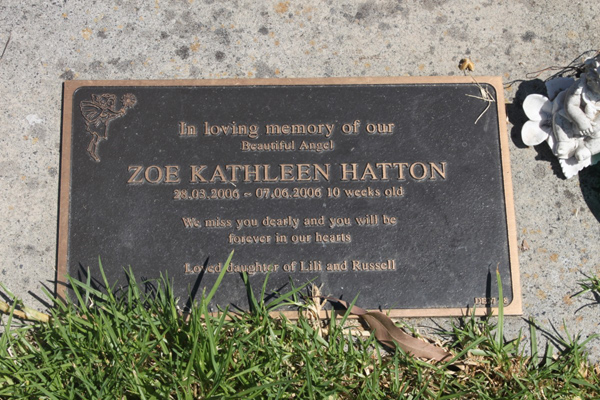 In loving memory of our
Beautiful Angel
ZOE KATHLEEN HATTON
28.03.2006 - 07.06.2006 10 weeks old
We miss you dearly and you will be
forever in our hearts
Loved daughter of Lili and Russell